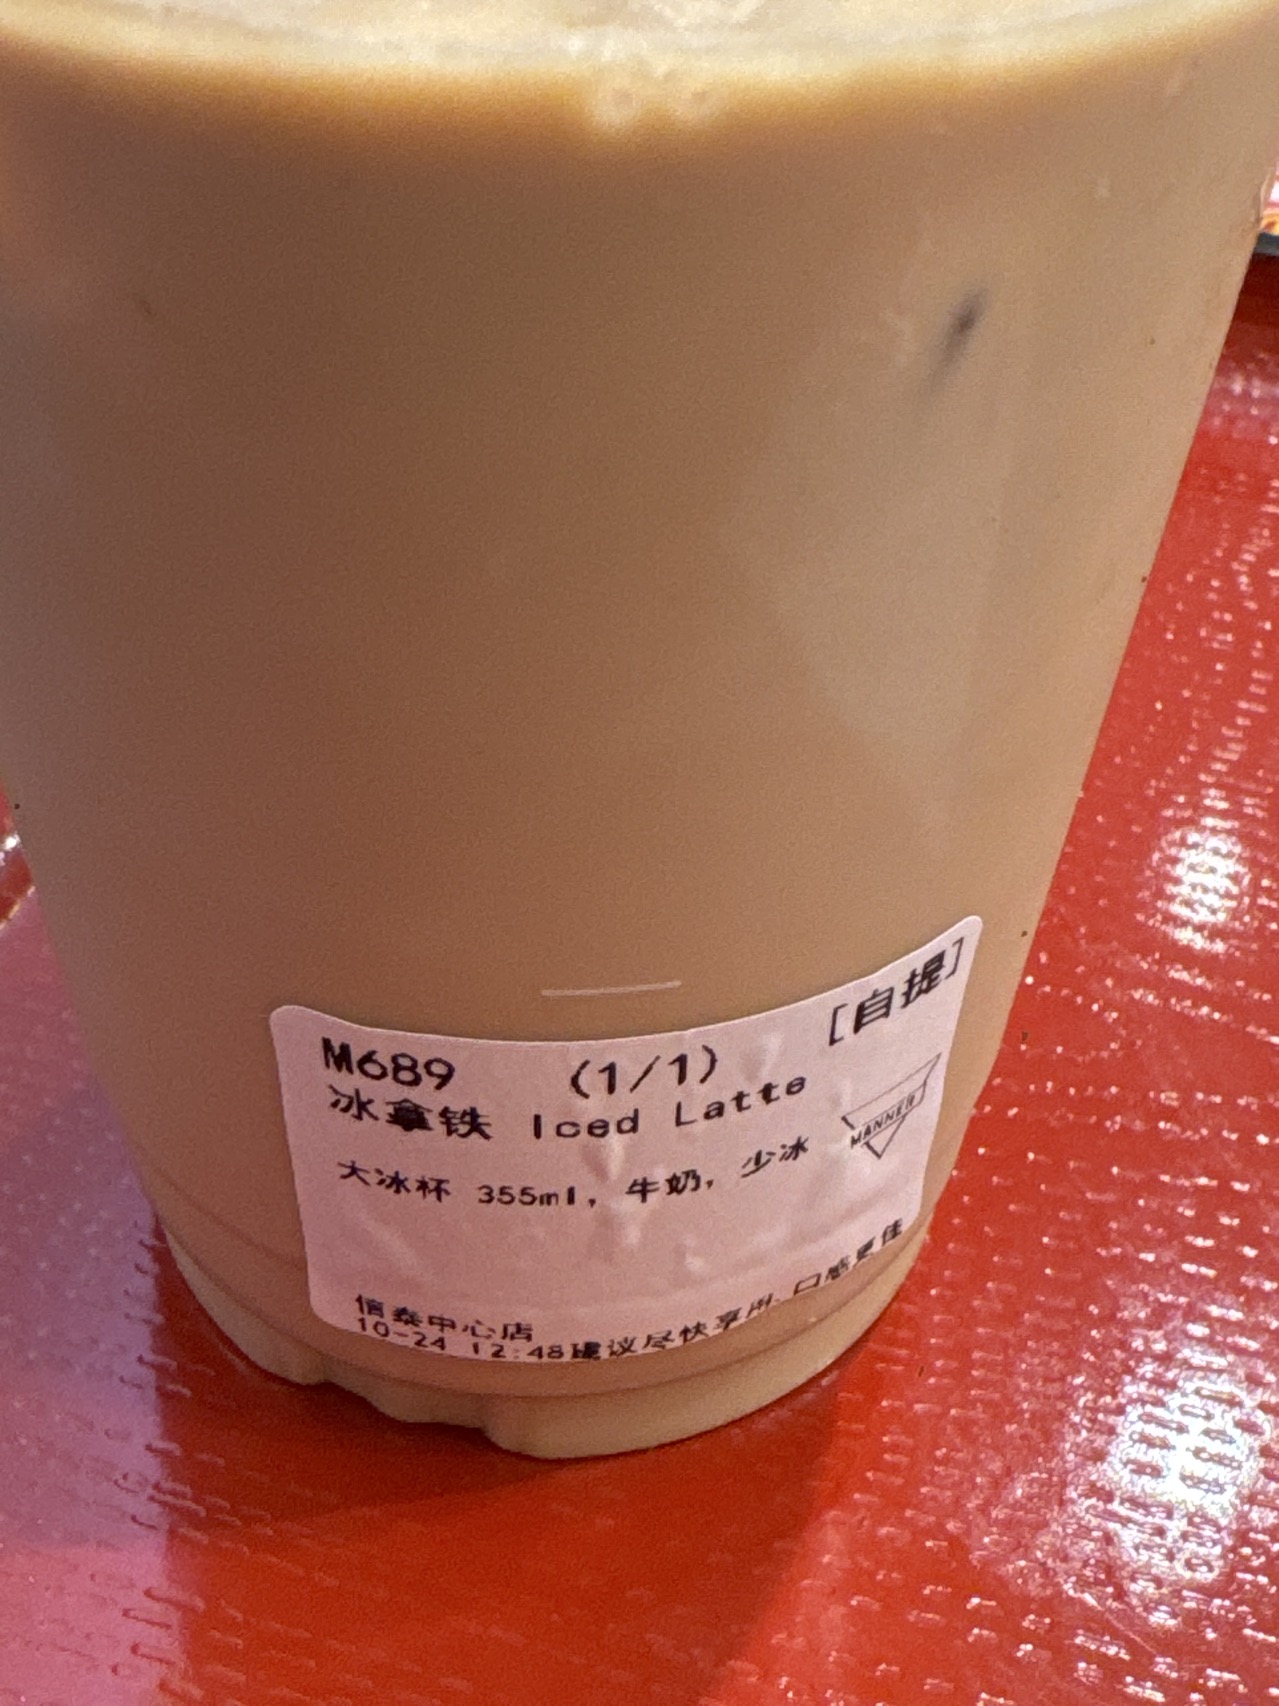 M689 (1/1) [自提]
冰拿铁 Iced Latte
MANNER
大冰杯 355ml, 牛奶, 少冰
信泰中心店
10-24 12:48建议尽快享用,口感更佳